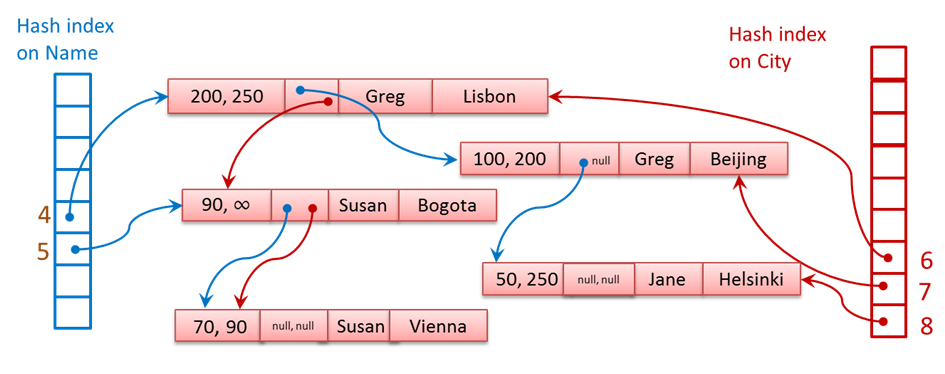 Hash index
on Name
Hash index
on City
200, 250 Greg Lisbon
100, 200 null Greg Beijing
90, ∞ Susan Bogota
4
5
6
50, 250 null, null Jane Helsinki
7
70, 90 null, null Susan Vienna
8